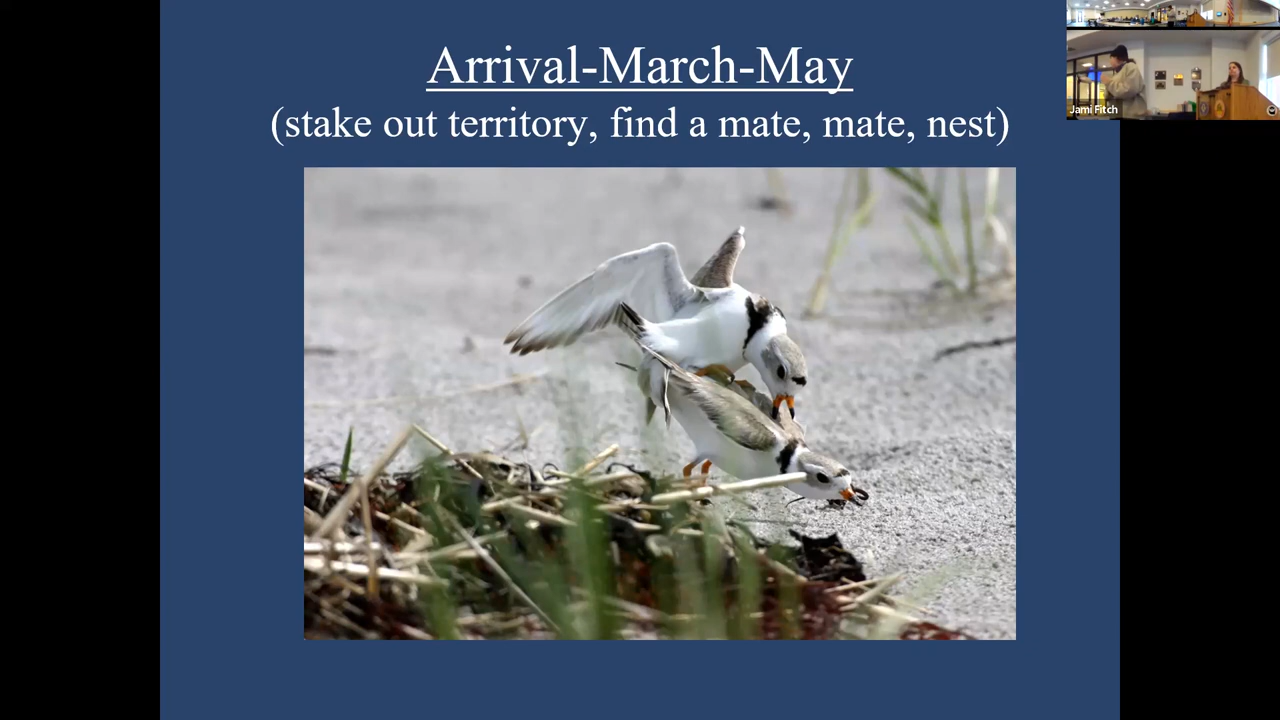 Arrival-March-May
(stake out territory, find a mate, mate, nest)
Jami Fitch